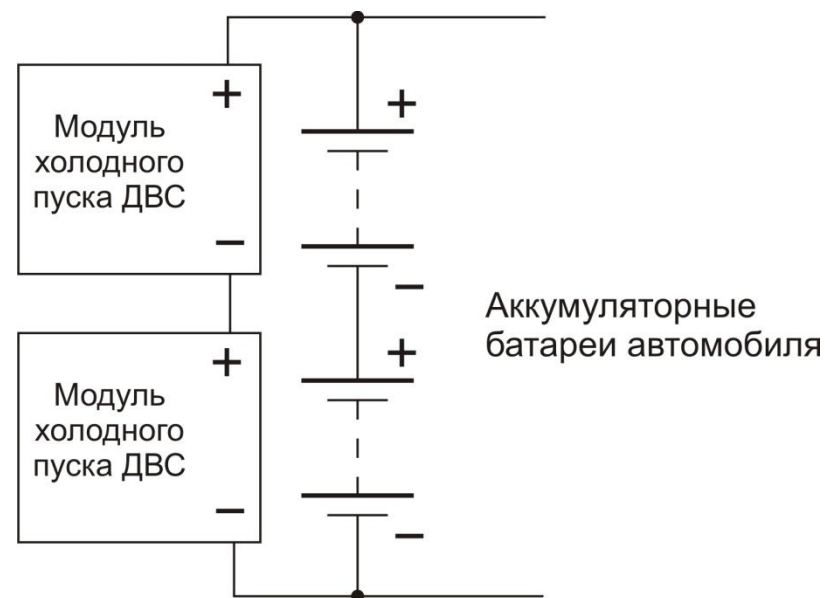 +
Модуль
холодного
пуска ДВС
−
+
Модуль
холодного
пуска ДВС
−
+
−
+
−
Аккумуляторные
батареи автомобиля